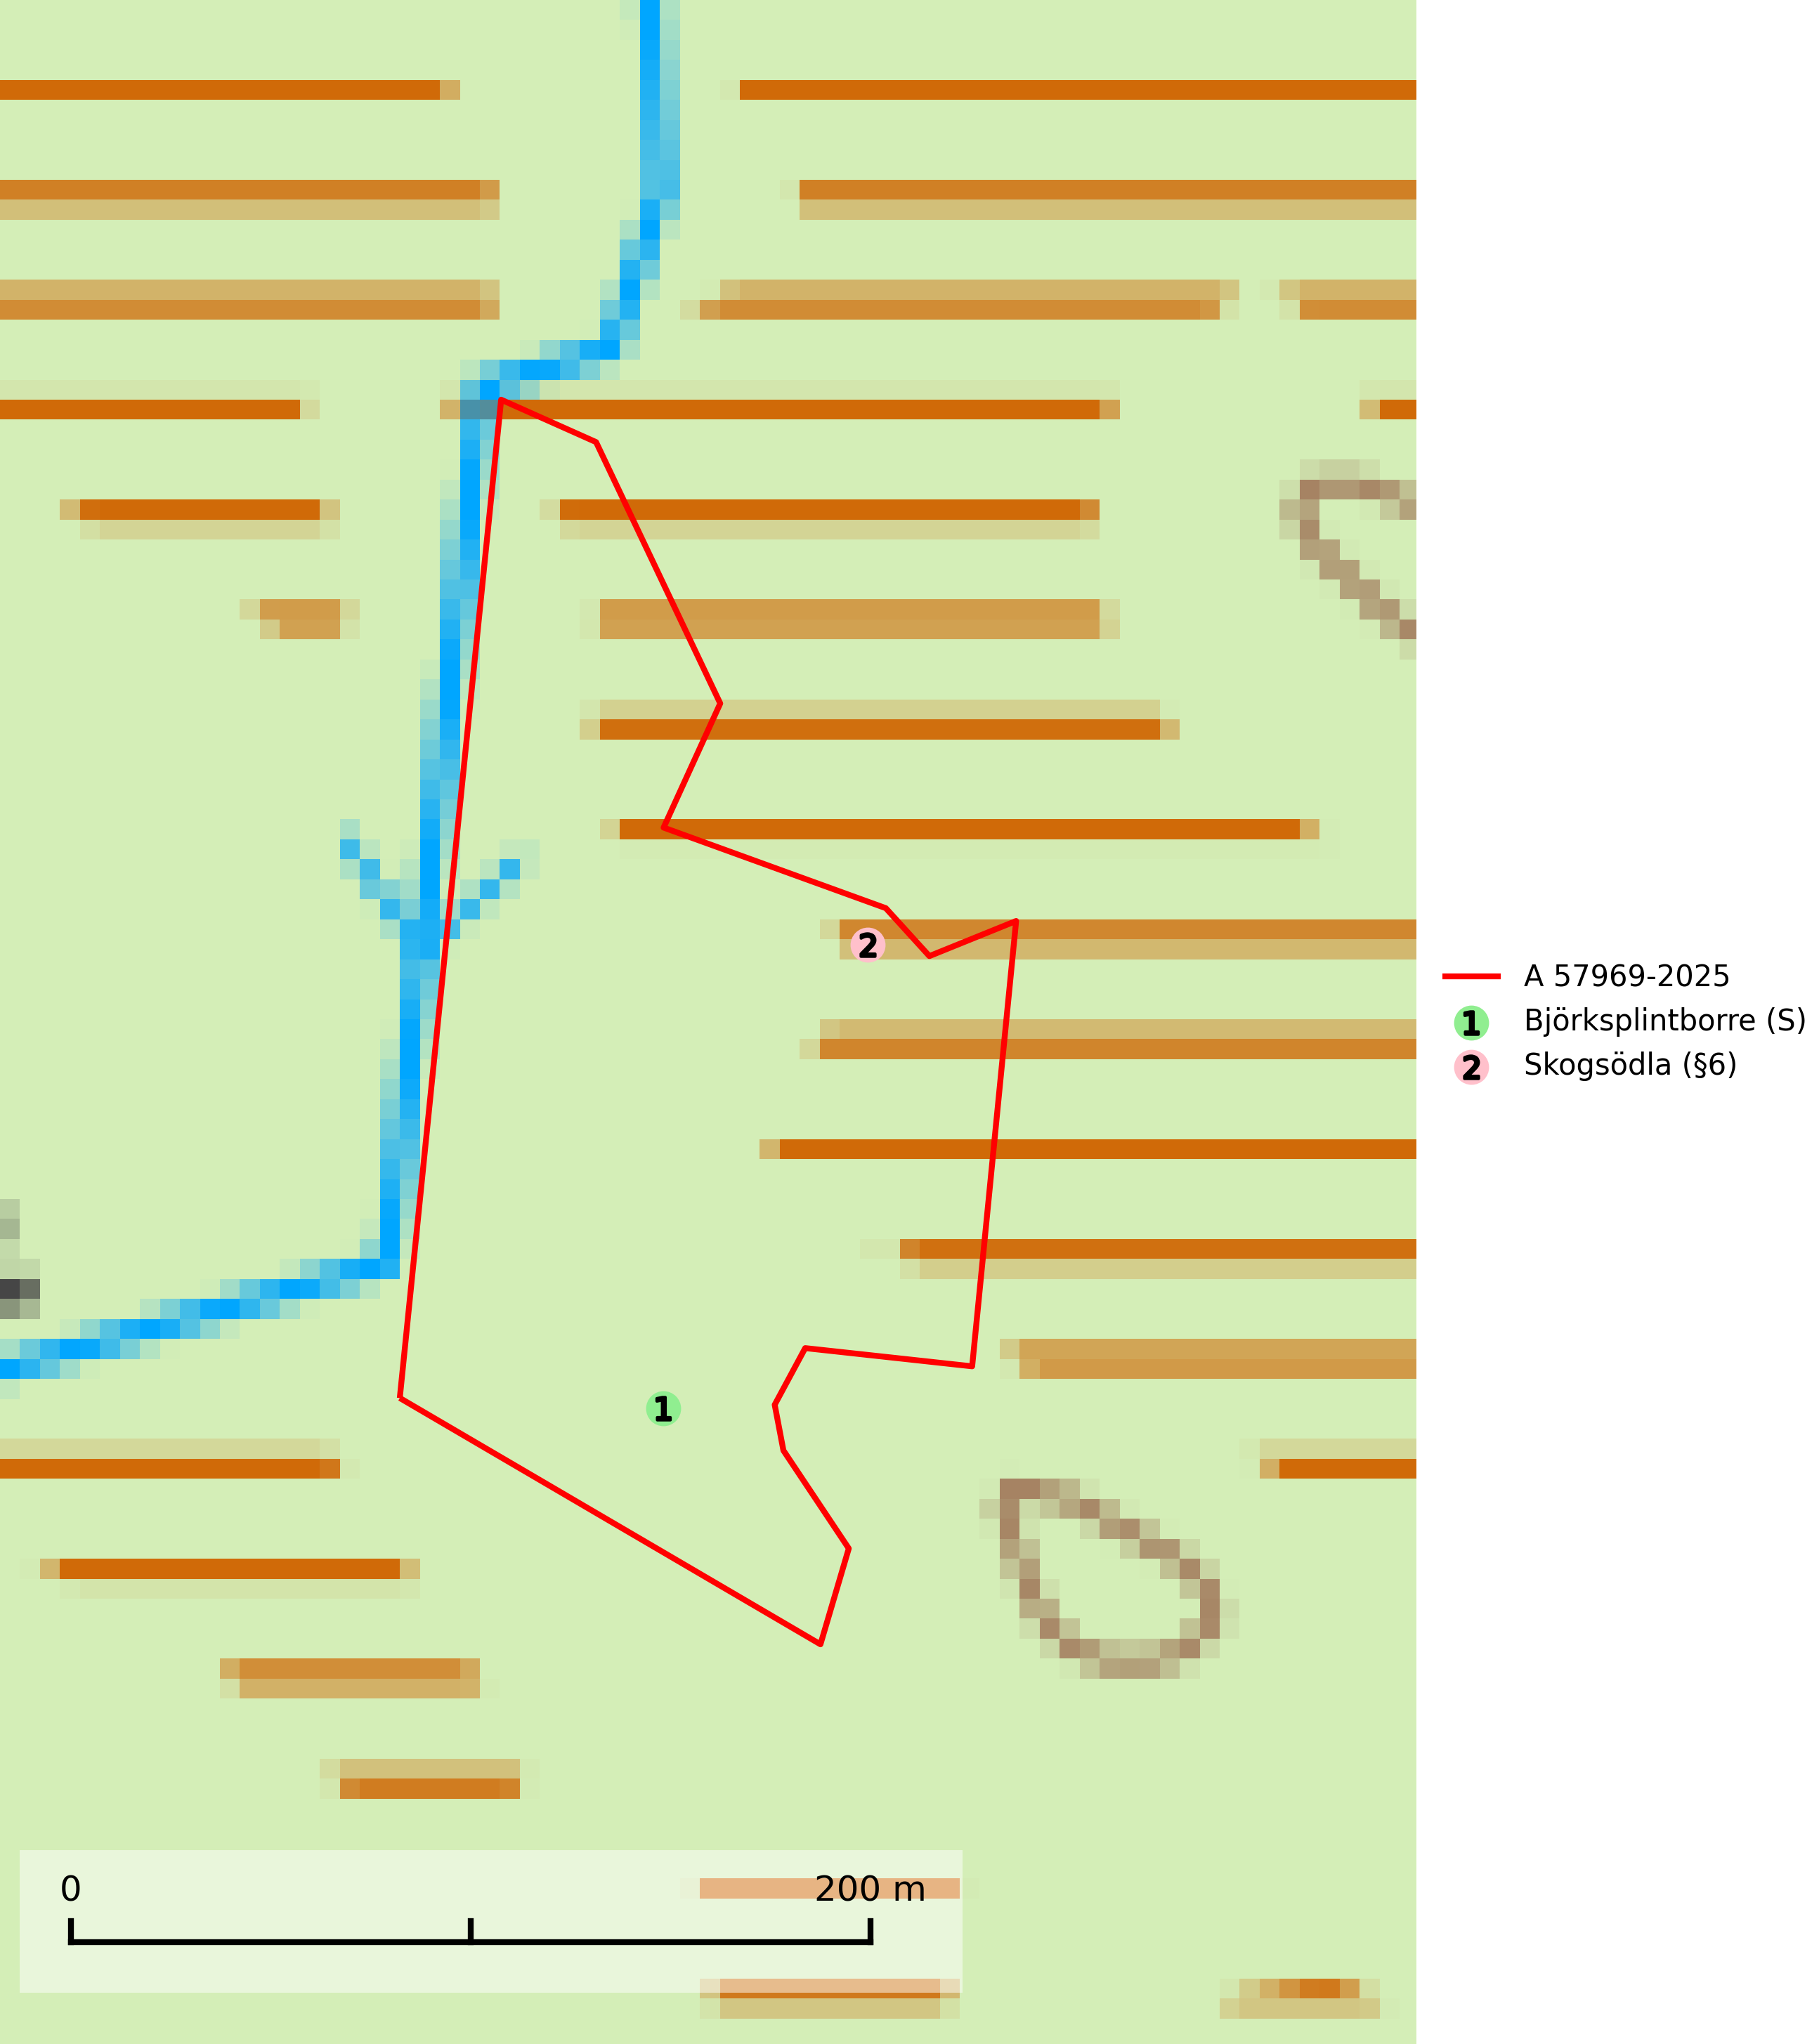 2
A 57969-2025
1 Björksplintborre (S)
2 Skogsödla (§6)
1
0 200 m